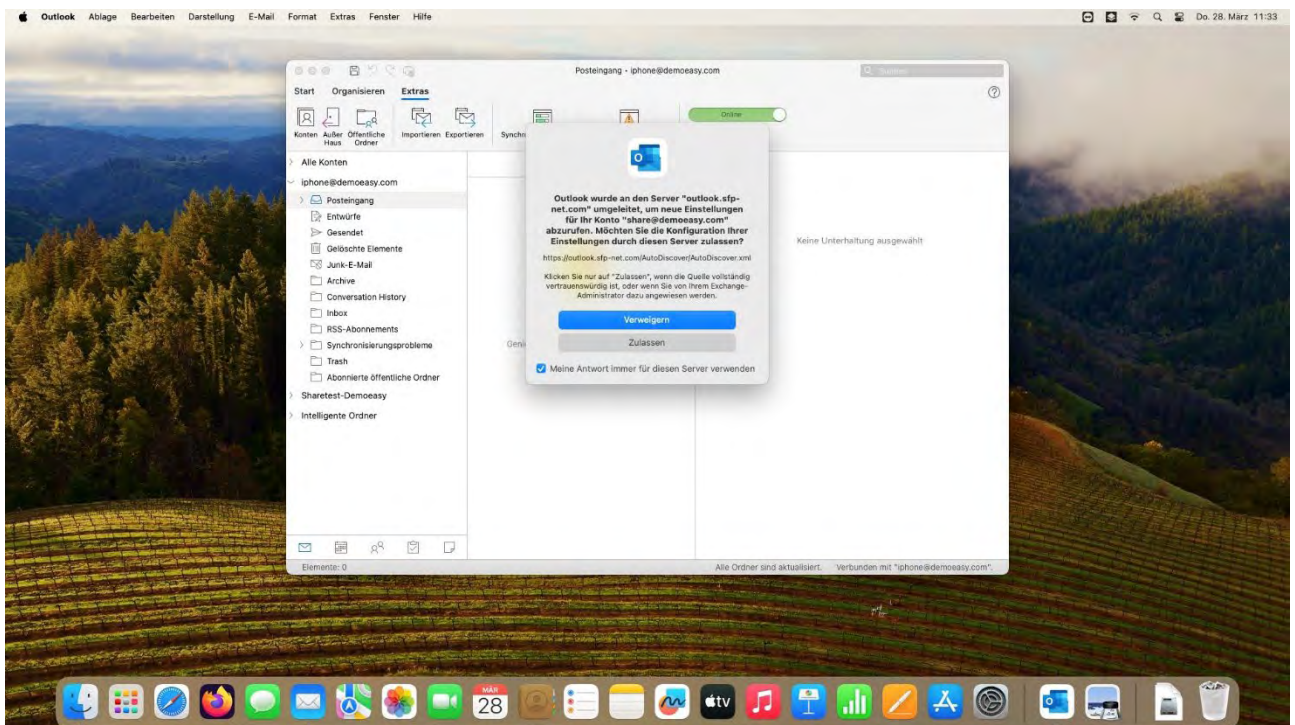 Outlook Ablage Bearbeiten Darstellung E-Mail Format Extras Fenster Hilfe
Do. 28. März 11:33
Posteingang - iphone@demoeasy.com
Start Organisieren Extras
Konten Außer Haus Öffentliche Ordner Importieren Exportieren
Online
Alle Konten
iphone@demoeasy.com
Posteingang
Entwürfe
Gesendet
Gelöschte Elemente
Junk-E-Mail
Archive
Conversation History
Inbox
RSS-Abonnements
Synchronisierungsprobleme
Trash
Abonnierte öffentliche Ordner
Sharetest-Demoeasy
Intelligente Ordner
Outlook wurde an den Server "outlook.sfp-
net.com" umgeleitet, um neue Einstellungen
für Ihr Konto "share@demoeasy.com"
abzurufen. Möchten Sie die Konfiguration Ihrer
Einstellungen durch diesen Server zulassen?
https://outlook.sfp-net.com/AutoDiscover/AutoDiscover.xml
Klicken Sie nur auf "Zulassen", wenn die Quelle vollständig
vertrauenswürdig ist, oder wenn Sie von Ihrem Exchange-
Administrator dazu angewiesen werden.
Verweigern
Zulassen
Meine Antwort immer für diesen Server verwenden
Keine Unterhaltung ausgewählt
Elemente: 0
Alle Ordner sind aktualisiert. Verbunden mit "iphone@demoeasy.com".
MÄR
28
tv